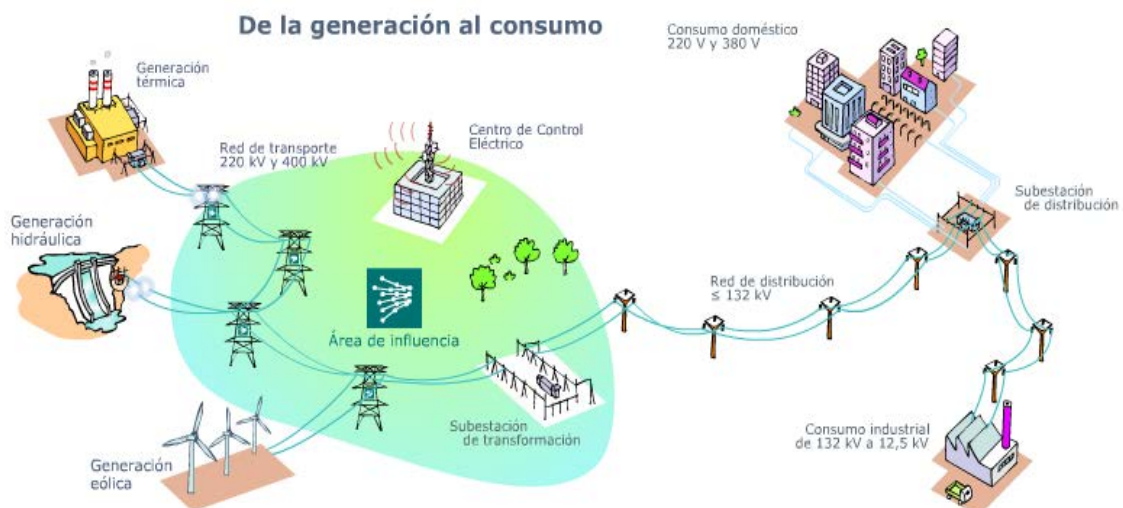 De la generación al consumo
Generación
térmica
Red de transporte
220 kV y 400 kV
Centro de Control
Eléctrico
Consumo doméstico
220 V y 380 V
Subestación
de distribución
Generación
hidráulica
Área de influencia
Red de distribución
≤ 132 kV
Subestación
de transformación
Generación
eólica
Consumo industrial
de 132 kV a 12,5 kV